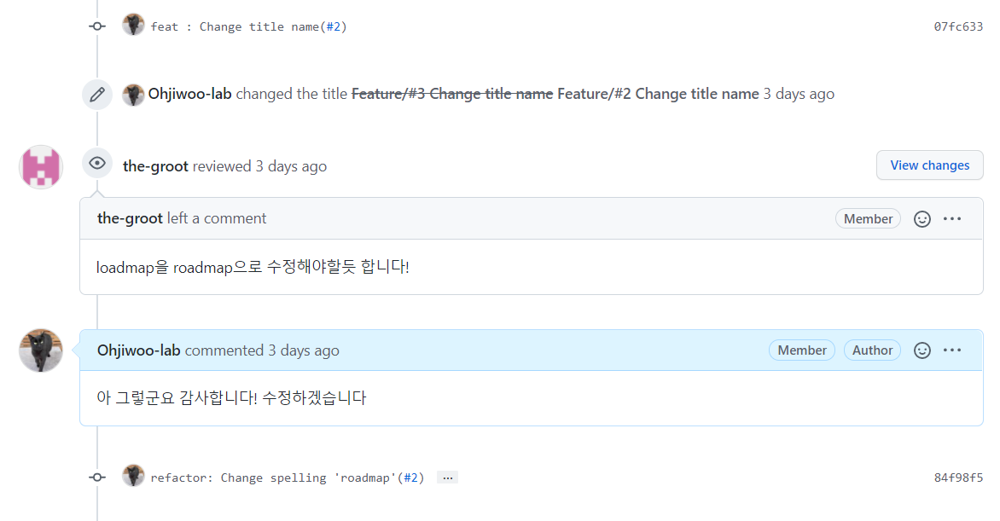 feat : Change title name(#2) 07fc633
Ohjiwoo-lab changed the title Feature/#3 Change title name Feature/#2 Change title name 3 days ago
the-groot reviewed 3 days ago View changes
the-groot left a comment Member ...
loadmap을 roadmap으로 수정해야할듯 합니다!
Ohjiwoo-lab commented 3 days ago Member Author ...
아 그렇군요 감사합니다! 수정하겠습니다
refactor: Change spelling 'roadmap'(#2) ... 84f98f5